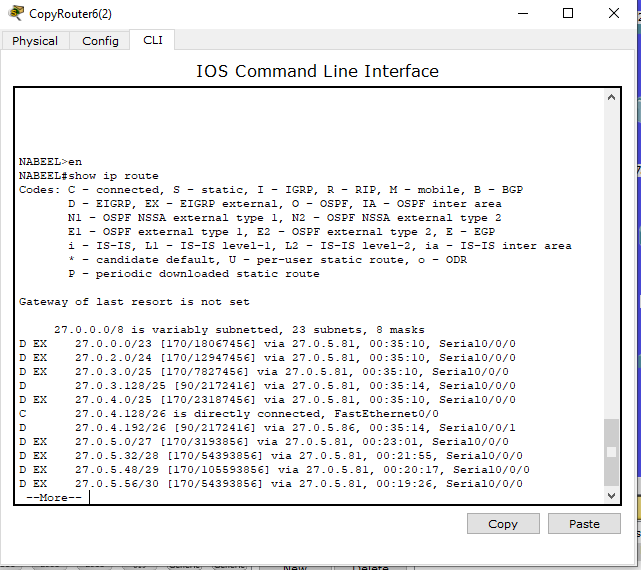 CopyRouter6(2)
Physical Config CLI
IOS Command Line Interface
NABEEL>en
NABEEL#show ip route
Codes: C - connected, S - static, I - IGRP, R - RIP, M - mobile, B - BGP
D - EIGRP, EX - EIGRP external, O - OSPF, IA - OSPF inter area
N1 - OSPF NSSA external type 1, N2 - OSPF NSSA external type 2
E1 - OSPF external type 1, E2 - OSPF external type 2, E - EGP
i - IS-IS, L1 - IS-IS level-1, L2 - IS-IS level-2, ia - IS-IS inter area
* - candidate default, U - per-user static route, o - ODR
P - periodic downloaded static route
Gateway of last resort is not set
27.0.0.0/8 is variably subnetted, 23 subnets, 8 masks
D EX 27.0.0.0/23 [170/18067456] via 27.0.5.81, 00:35:10, Serial0/0/0
D EX 27.0.2.0/24 [170/12947456] via 27.0.5.81, 00:35:10, Serial0/0/0
D EX 27.0.3.0/25 [170/7827456] via 27.0.5.81, 00:35:10, Serial0/0/0
D 27.0.3.128/25 [90/2172416] via 27.0.5.81, 00:35:14, Serial0/0/0
D EX 27.0.4.0/25 [170/23187456] via 27.0.5.81, 00:35:10, Serial0/0/0
C 27.0.4.128/26 is directly connected, FastEthernet0/0
D 27.0.4.192/26 [90/2172416] via 27.0.5.86, 00:35:14, Serial0/0/1
D EX 27.0.5.0/27 [170/3193856] via 27.0.5.81, 00:23:01, Serial0/0/0
D EX 27.0.5.32/28 [170/54393856] via 27.0.5.81, 00:21:55, Serial0/0/0
D EX 27.0.5.48/29 [170/105593856] via 27.0.5.81, 00:20:17, Serial0/0/0
D EX 27.0.5.56/30 [170/54393856] via 27.0.5.81, 00:19:26, Serial0/0/0
--More--
Copy Paste
New Delete